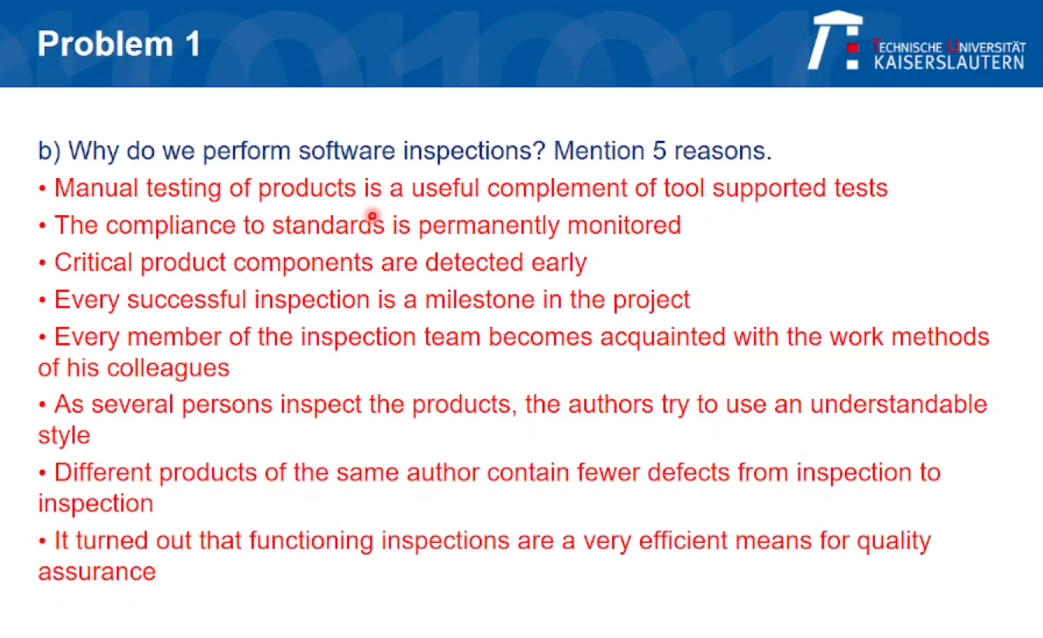 Problem 1
TECHNISCHE UNIVERSITÄT
KAISERSLAUTERN
b) Why do we perform software inspections? Mention 5 reasons.
• Manual testing of products is a useful complement of tool supported tests
• The compliance to standards is permanently monitored
• Critical product components are detected early
• Every successful inspection is a milestone in the project
• Every member of the inspection team becomes acquainted with the work methods
of his colleagues
• As several persons inspect the products, the authors try to use an understandable
style
• Different products of the same author contain fewer defects from inspection to
inspection
• It turned out that functioning inspections are a very efficient means for quality
assurance